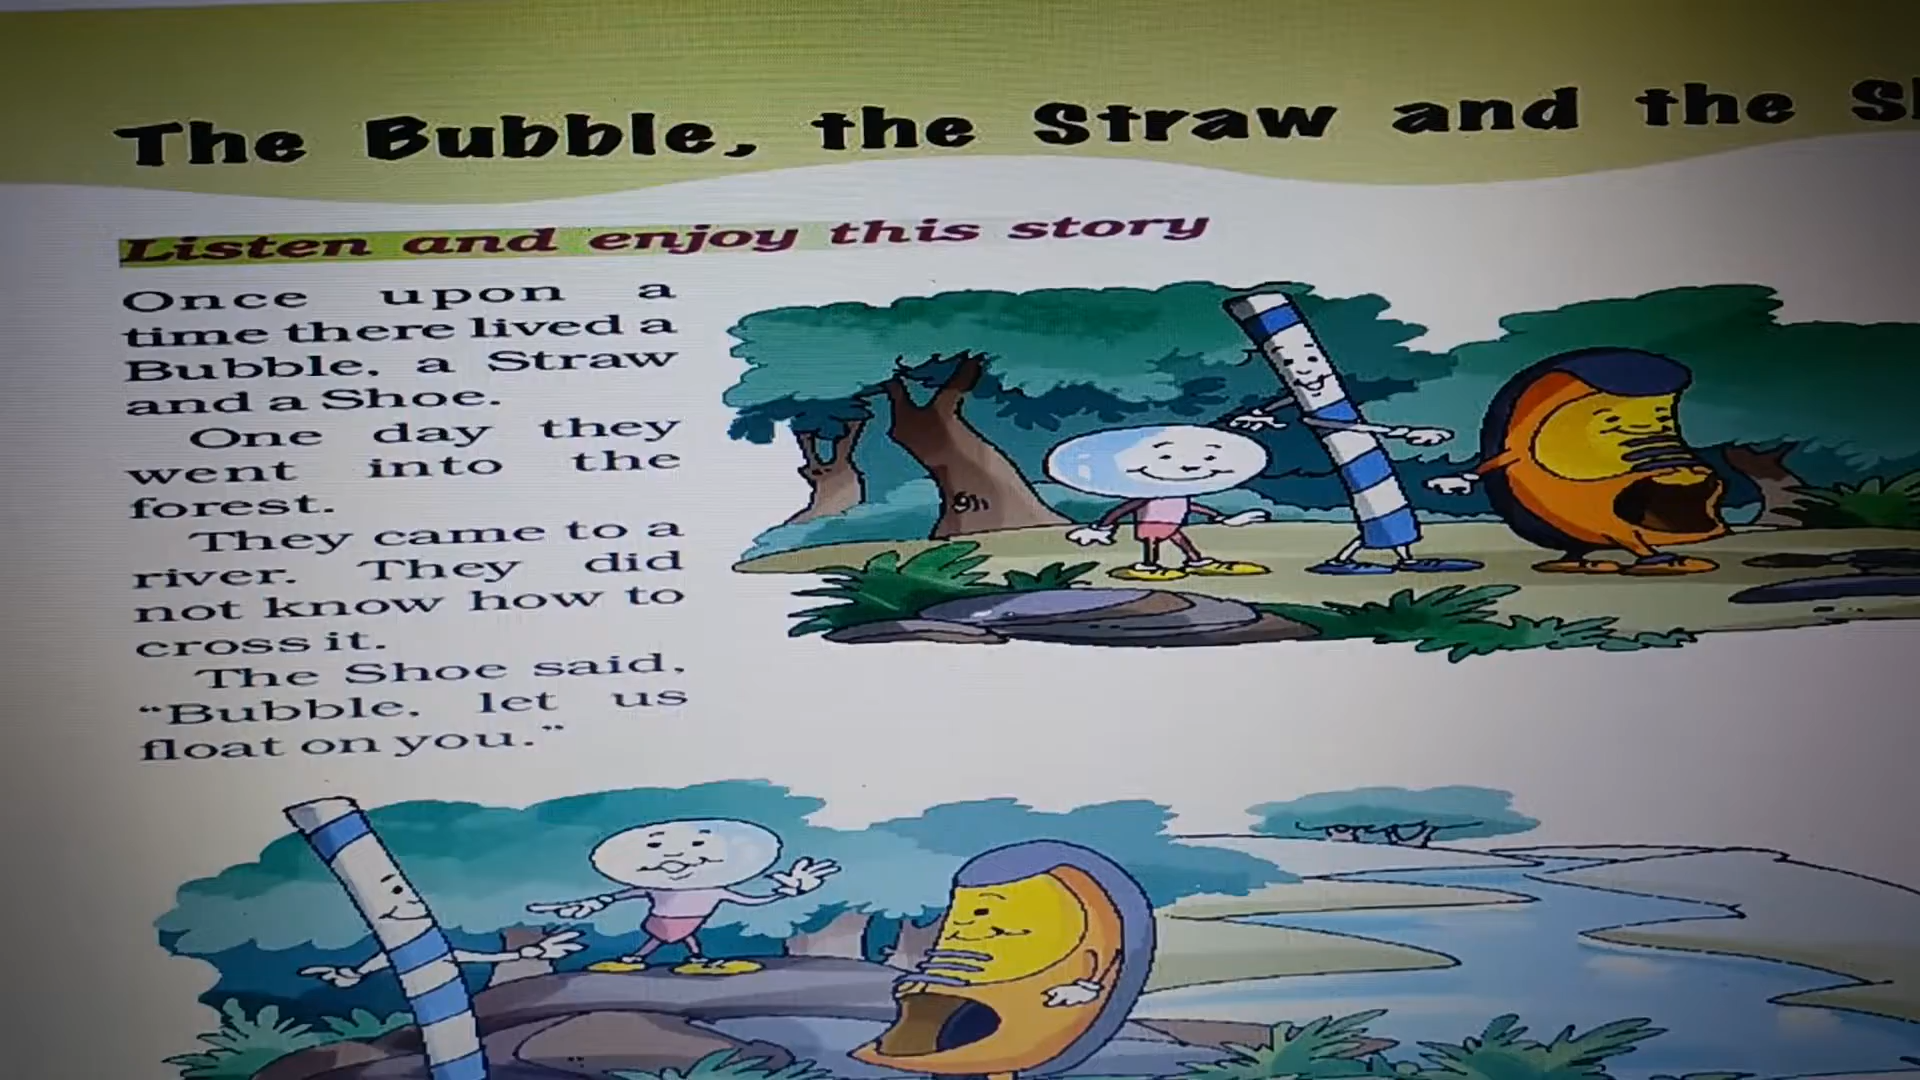 The Bubble, the Straw and the
Listen and enjoy this story
Once upon a
time there lived a
Bubble, a Straw
and a Shoe.
One day they
went into the
forest.
They came to a
river. They did
not know how to
cross it.
The Shoe said,
“Bubble, let us
float on you.”